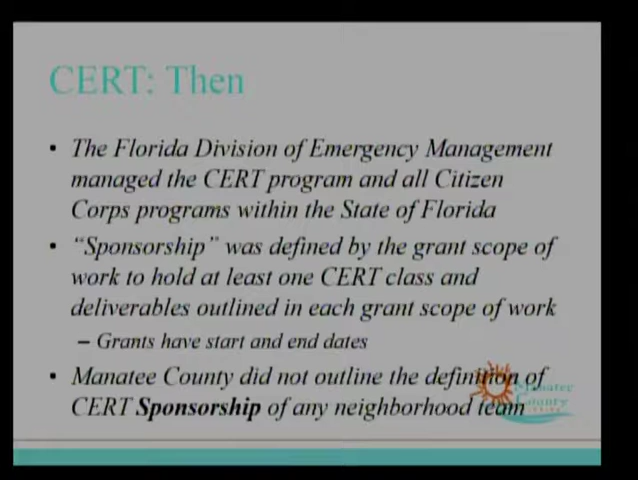 CERT: Then
• The Florida Division of Emergency Management
managed the CERT program and all Citizen
Corps programs within the State of Florida
• "Sponsorship" was defined by the grant scope of
work to hold at least one CERT class and
deliverables outlined in each grant scope of work
– Grants have start and end dates
• Manatee County did not outline the definition of
CERT Sponsorship of any neighborhood team
Manatee
County